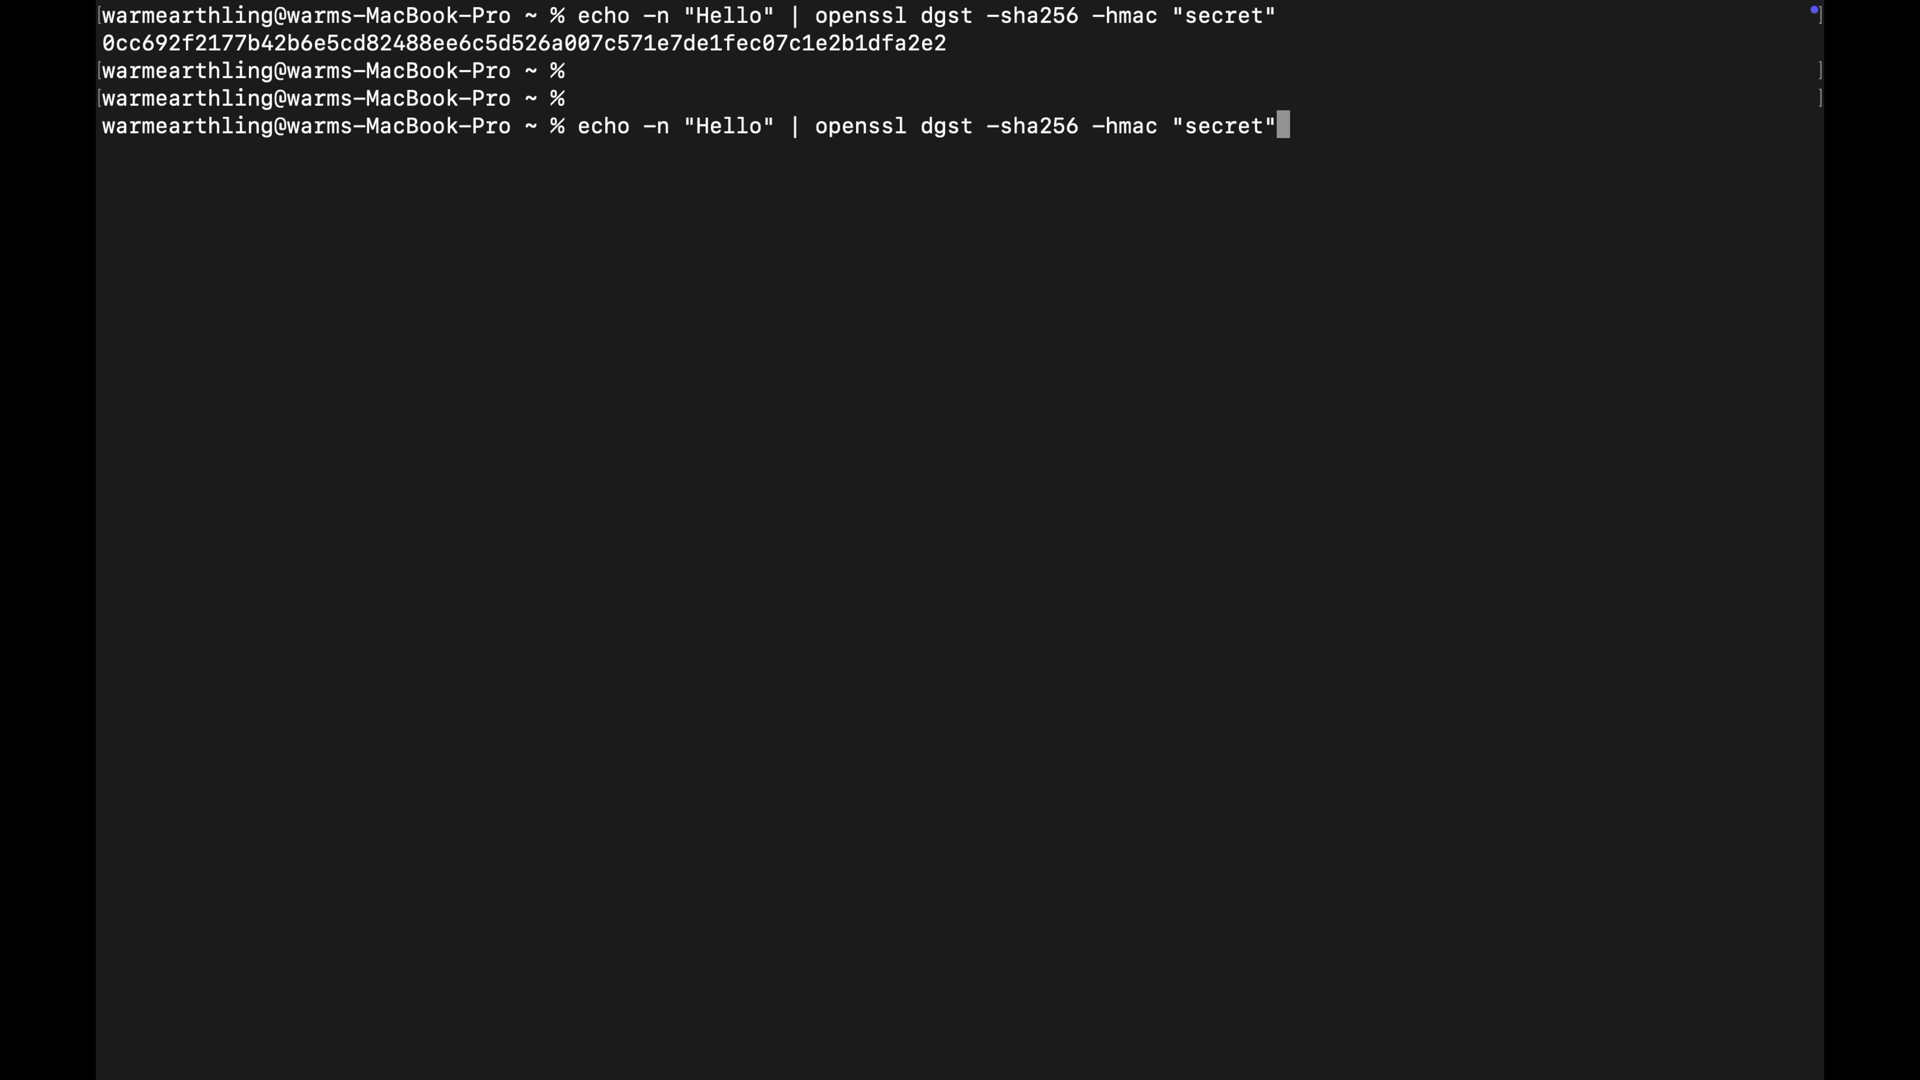 [warmearthling@warms-MacBook-Pro ~ % echo -n "Hello" | openssl dgst -sha256 -hmac "secret" ]
0cc692f2177b42b6e5cd82488ee6c5d526a007c571e7de1fec07c1e2b1dfa2e2
[warmearthling@warms-MacBook-Pro ~ % ]
[warmearthling@warms-MacBook-Pro ~ % ]
warmearthling@warms-MacBook-Pro ~ % echo -n "Hello" | openssl dgst -sha256 -hmac "secret"